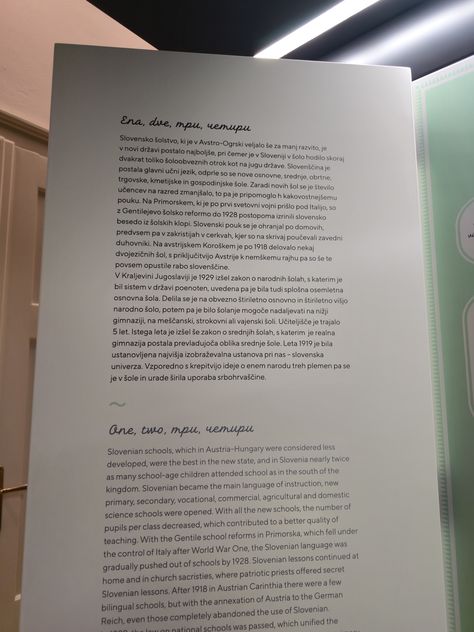 Ena, dve, три, четири
Slovensko šolstvo, ki je v Avstro-Ogrski veljalo še za manj razvito, je
v novi državi postalo najboljše, pri čemer je v Sloveniji v šolo hodilo skoraj
dvakrat toliko šoloobveznih otrok kot na jugu države. Slovenščina je
postala glavni učni jezik, odprle so se nove osnovne, srednje, obrtne,
trgovske, kmetijske in gospodinjske šole. Zaradi novih šol se je število
učencev na razred zmanjšalo, to pa je pripomoglo h kakovostnejšemu
pouku. Na Primorskem, ki je po prvi svetovni vojni prišlo pod Italijo, so
z Gentilejevo šolsko reformo do 1928 postopoma izrinili slovensko
besedo iz šolskih klopi. Slovenski pouk se je ohranjal po domovih,
predvsem pa v zakristijah v cerkvah, kjer so na skrivaj poučevali zavedni
duhovniki. Na avstrijskem Koroškem je po 1918 delovalo nekaj
dvojezičnih šol, s priključitvijo Avstrije k nemškemu rajhu pa so še te
povsem opustile rabo slovenščine.
V Kraljevini Jugoslaviji je 1929 izšel zakon o narodnih šolah, s katerim je
bil sistem v državi poenoten, uvedena pa je bila tudi splošna osemletna
osnovna šola. Delila se je na obvezno štiriletno osnovno in štiriletno višjo
narodno šolo, potem pa je bilo šolanje mogoče nadaljevati na nižji
gimnaziji, na meščanski, strokovni ali vajenski šoli. Učiteljišče je trajalo
5 let. Istega leta je izšel še zakon o srednjih šolah, s katerim je realna
gimnazija postala prevladujoča oblika srednje šole. Leta 1919 je bila
ustanovljena najvišja izobraževalna ustanova pri nas – slovenska
univerza. Vzporedno s krepitvijo ideje o enem narodu treh plemen pa se
je v šole in urade širila uporaba srbohrvaščine.
One, two, три, четири
Slovenian schools, which in Austria-Hungary were considered less
developed, were the best in the new state, and in Slovenia nearly twice
as many school-age children attended school as in the south of the
kingdom. Slovenian became the main language of instruction, new
primary, secondary, vocational, commercial, agricultural and domestic
science schools were opened. With all the new schools, the number of
pupils per class decreased, which contributed to a better quality of
teaching. With the Gentile school reforms in Primorska, which fell under
the control of Italy after World War One, the Slovenian language was
gradually pushed out of schools by 1928. Slovenian lessons continued at
home and in church sacristies, where patriotic priests offered secret
Slovenian lessons. After 1918 in Austrian Carinthia there were a few
bilingual schools, but with the annexation of Austria to the German
Reich, even those completely abandoned the use of Slovenian.
the law on national schools was passed, which unified the